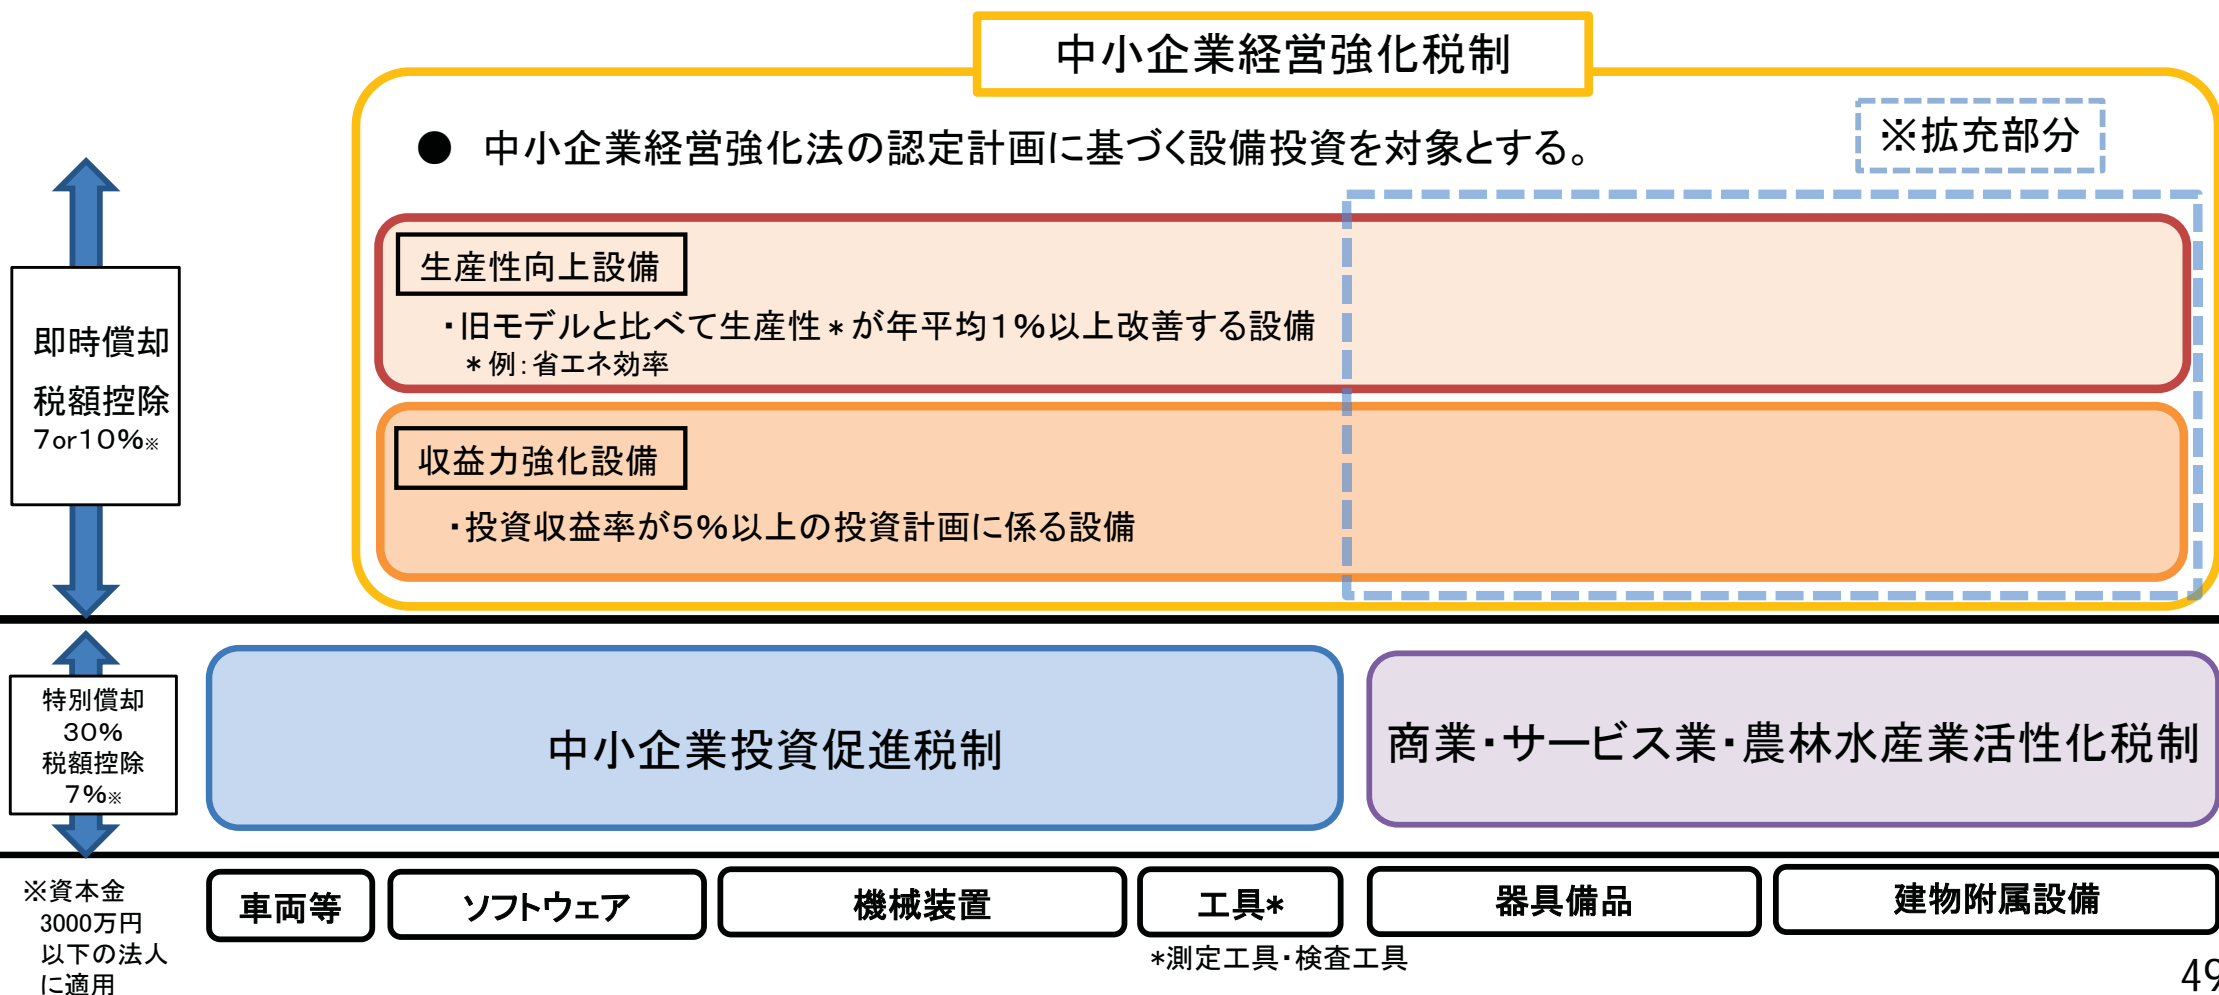 中小企業経営強化税制
● 中小企業経営強化法の認定計画に基づく設備投資を対象とする。
※拡充部分
生産性向上設備
・旧モデルと比べて生産性＊が年平均１％以上改善する設備
＊例：省エネ効率
収益力強化設備
・投資収益率が５％以上の投資計画に係る設備
即時償却
税額控除
７or１０％※
特別償却
３０％
税額控除
７％※
中小企業投資促進税制
商業・サービス業・農林水産業活性化税制
※資本金
3000万円
以下の法人
に適用
車両等
ソフトウェア
機械装置
工具*
器具備品
建物附属設備
*測定工具・検査工具
49